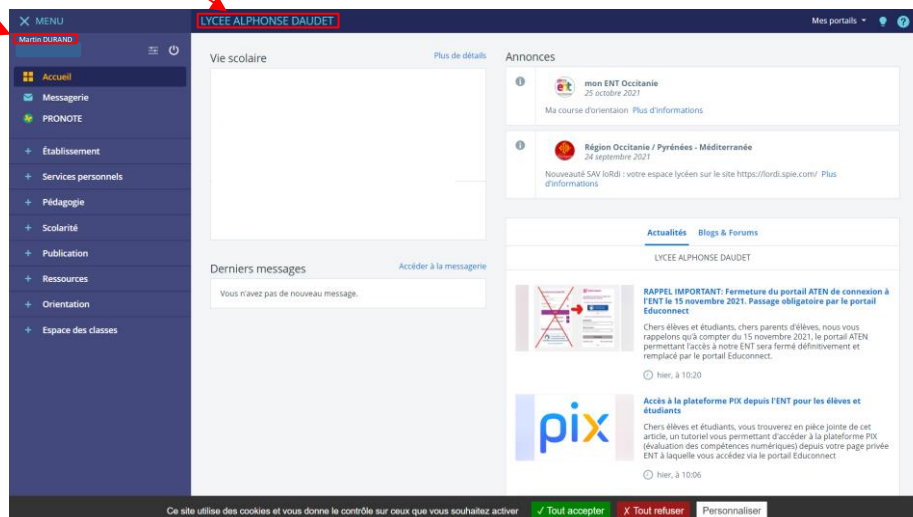 MENU
Martin DURAND
Accueil
Messagerie
PRONOTE
+ Établissement
+ Services personnels
+ Pédagogie
+ Scolarité
+ Publication
+ Ressources
+ Orientation
+ Espace des classes
LYCEE ALPHONSE DAUDET
Mes portails
Vie scolaire
Plus de détails
Derniers messages
Accéder à la messagerie
Vous n'avez pas de nouveau message.
Annonces
mon ENT Occitanie
25 octobre 2021
Ma course d'orientaion Plus d'informations
Région Occitanie / Pyrénées - Méditerranée
24 septembre 2021
Nouveauté SAV loRdi : votre espace lycéen sur le site https://lordi.spie.com/ Plus
d'informations
Actualités Blogs & Forums
LYCEE ALPHONSE DAUDET
RAPPEL IMPORTANT: Fermeture du portail ATEN de connexion à
l'ENT le 15 novembre 2021. Passage obligatoire par le portail
Educonnect
Chers élèves et étudiants, chers parents d'élèves, nous vous
rappelons qu'à compter du 15 novembre 2021, le portail ATEN
permettant l'accès à notre ENT sera fermé définitivement et
remplacé par le portail Educonnect.
hier, à 10:20
pix
Accès à la plateforme PIX depuis l'ENT pour les élèves et
étudiants
Chers élèves et étudiants, vous trouverez en pièce jointe de cet
article, un tutoriel vous permettant d'accéder à la plateforme PIX
(évaluation des compétences numériques) depuis votre page privée
ENT à laquelle vous accédez via le portail Educonnect
hier, à 10:06
Ce site utilise des cookies et vous donne le contrôle sur ceux que vous souhaitez activer
✓ Tout accepter
✗ Tout refuser
Personnaliser